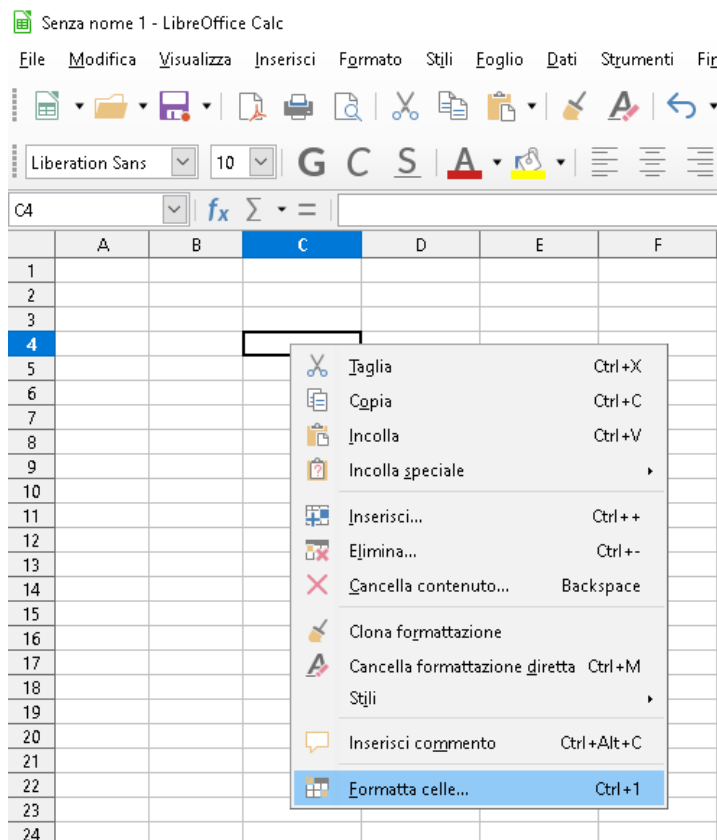 Senza nome 1 - LibreOffice Calc
File Modifica Visualizza Inserisci Formato Stili Foglio Dati Strumenti
Liberation Sans 10 G C S A
C4 fx Σ =
A B C D E F
1
2
3
4
5
6
7
8
9
10
11
12
13
14
15
16
17
18
19
20
21
22
23
24
Taglia Ctrl+X
Copia Ctrl+C
Incolla Ctrl+V
Incolla speciale
Inserisci... Ctrl++
Elimina... Ctrl+-
Cancella contenuto... Backspace
Clona formattazione
Cancella formattazione diretta Ctrl+M
Stili
Inserisci commento Ctrl+Alt+C
Formatta celle... Ctrl+1